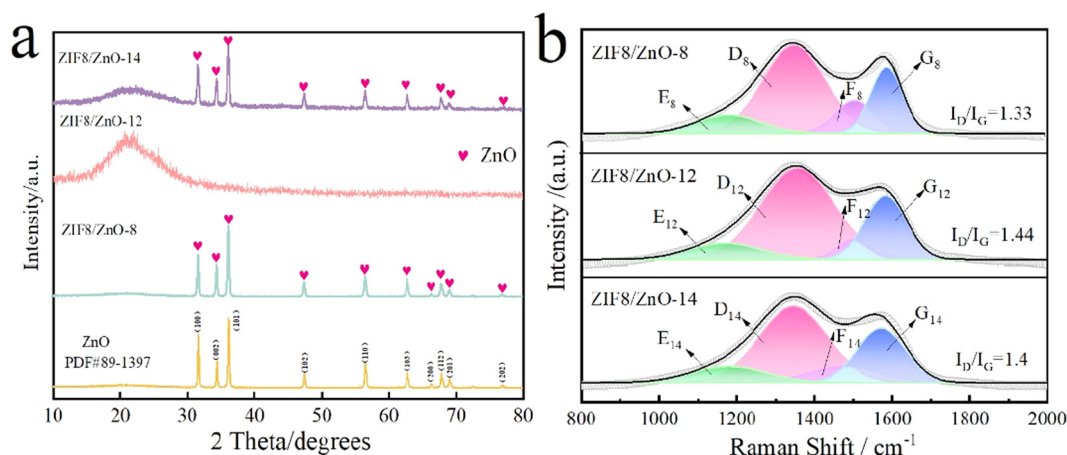 a
ZIF8/ZnO-14
ZIF8/ZnO-12
ZnO
ZIF8/ZnO-8
ZnO
PDF#89-1397
(100)
(002)
(101)
(102)
(110)
(103)
(200)
(112)
(201)
(202)
Intensity/a.u.
10 20 30 40 50 60 70 80
2 Theta/degrees
b
ZIF8/ZnO-8
D8
E8
F8
G8
ID/IG=1.33
ZIF8/ZnO-12
D12
E12
F12
G12
ID/IG=1.44
ZIF8/ZnO-14
D14
E14
F14
G14
ID/IG=1.4
Intensity /(a.u.)
800 1000 1200 1400 1600 1800 2000
Raman Shift / cm-1